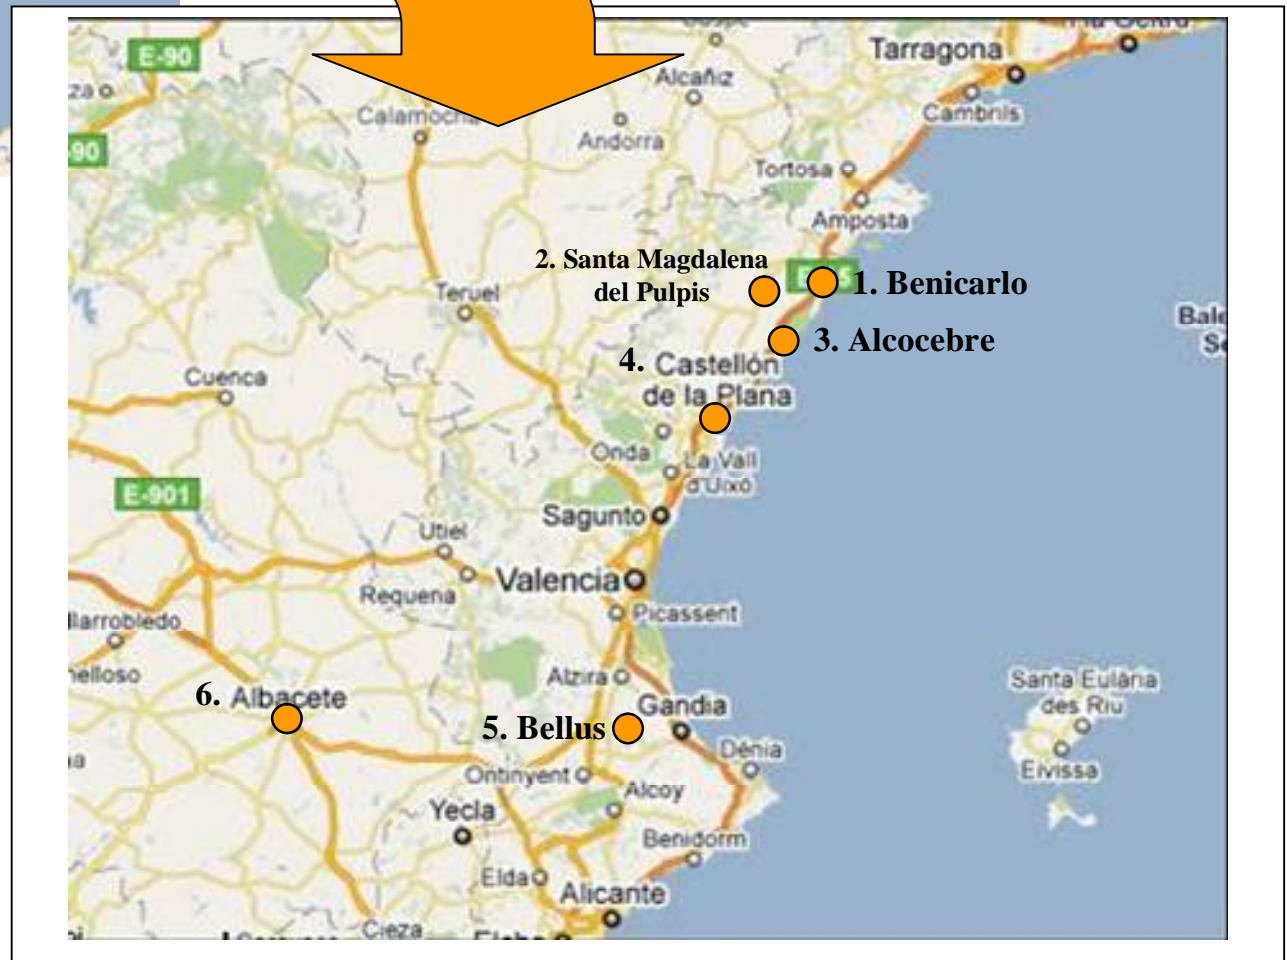 E-90
Tarragona
Alcañiz
Cambrils
Calamocha
90
Andorra
Tortosa
Amposta
2. Santa Magdalena
del Pulpis
1. Benicarlo
Teruel
3. Alcocebre
4. Castellón
de la Plana
Cuenca
Onda
La Vall
d'Uixó
E-901
Sagunto
Utiel
Valencia
Requena
Picassent
llarrobledo
nelloso
Alzira
Santa Eulària
des Riu
6. Albacete
Gandia
5. Bellus
Dénia
Eivissa
Ontinyent
Alcoy
Yecla
Benidorm
Elda
Alicante
Cieza